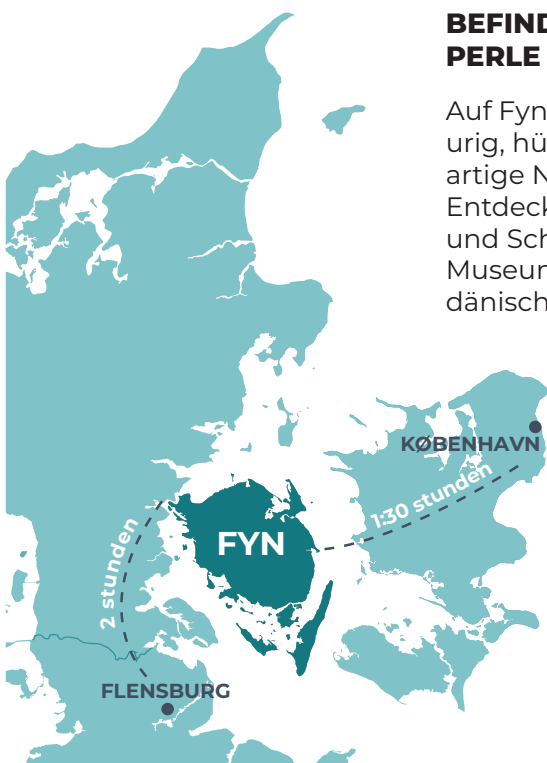 BEFIND
PERLE
Auf Fyn
urig, hü
artige N
Entdeck
und Sch
Museum
dänisch
KØBENHAVN
1:30 stunden
FYN
2 stunden
FLENSBURG